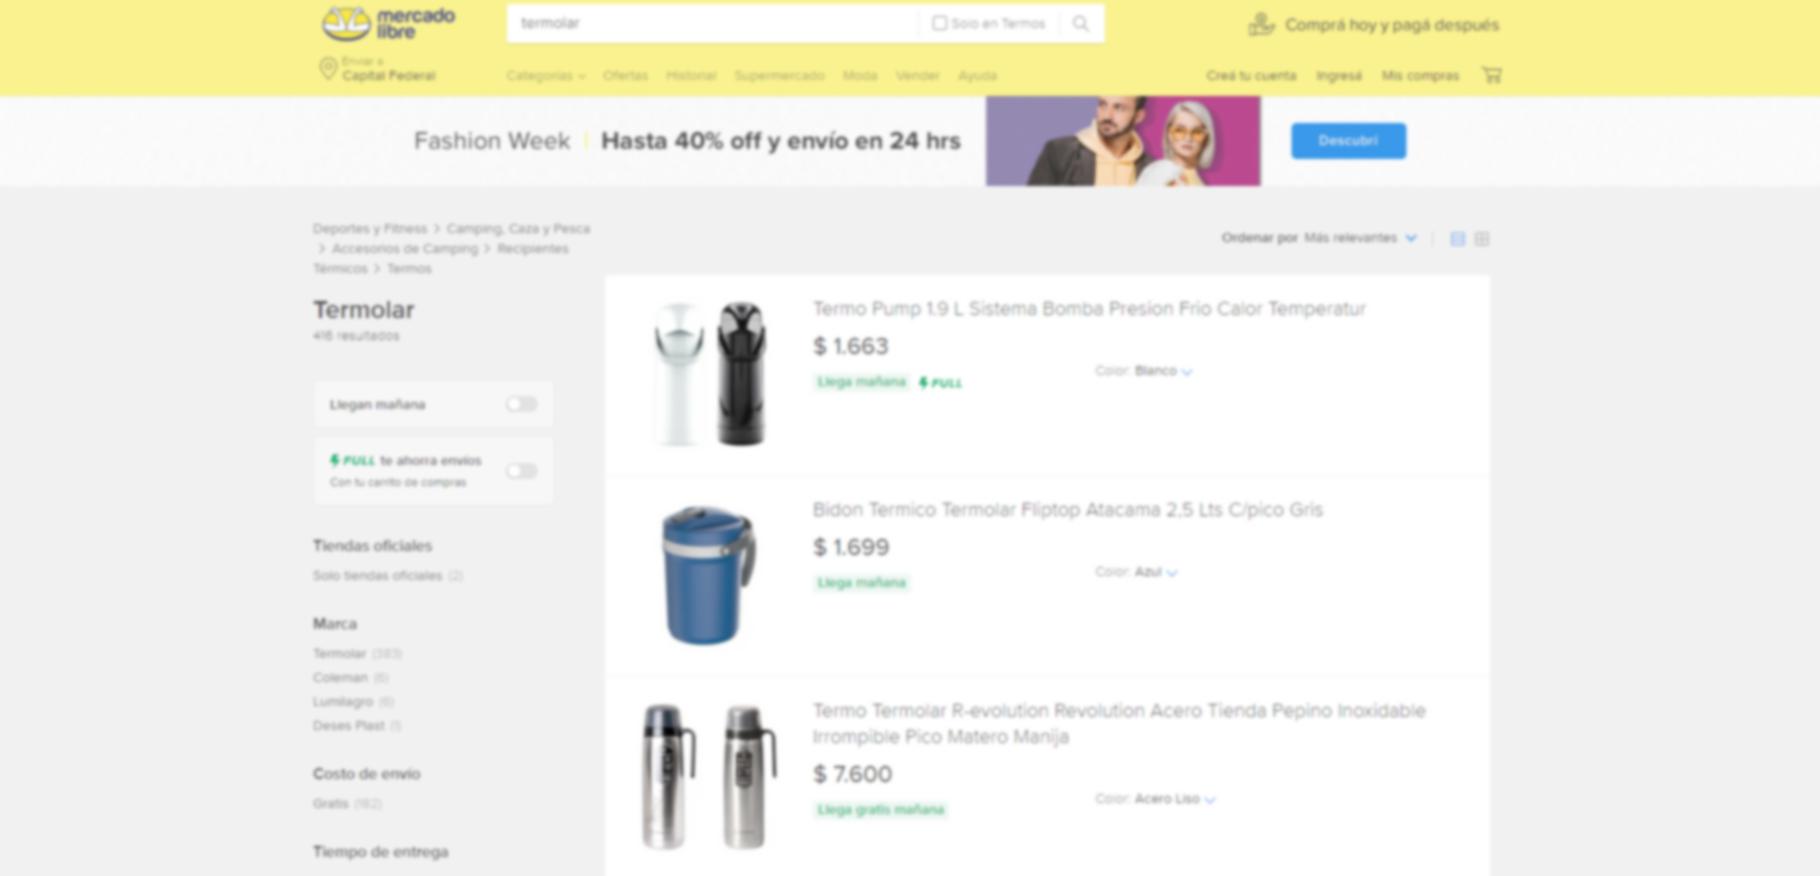 mercado
libre
termolar
Solo en Termos
Comprá hoy y pagá después
Enviar a
Capital Federal
Categorías
Ofertas
Historial
Supermercado
Moda
Vender
Ayuda
Creá tu cuenta
Ingresá
Mis compras
Fashion Week | Hasta 40% off y envío en 24 hrs
Descubrí
Deportes y Fitness > Camping, Caza y Pesca
> Accesorios de Camping > Recipientes
Térmicos > Termos
Ordenar por Más relevantes
Termolar
416 resultados
Llegan mañana
FULL te ahorra envíos
Con tu carrito de compras
Tiendas oficiales
Solo tiendas oficiales (2)
Marca
Termolar (383)
Coleman (6)
Lumilagro (6)
Deses Plast (1)
Costo de envío
Gratis (182)
Tiempo de entrega
Termo Pump 1.9 L Sistema Bomba Presion Frio Calor Temperatur
$ 1.663
Llega mañana FULL
Color: Blanco
Bidon Termico Termolar Fliptop Atacama 2,5 Lts C/pico Gris
$ 1.699
Llega mañana
Color: Azul
Termo Termolar R-evolution Revolution Acero Tienda Pepino Inoxidable
Irrompible Pico Matero Manija
$ 7.600
Llega gratis mañana
Color: Acero Liso